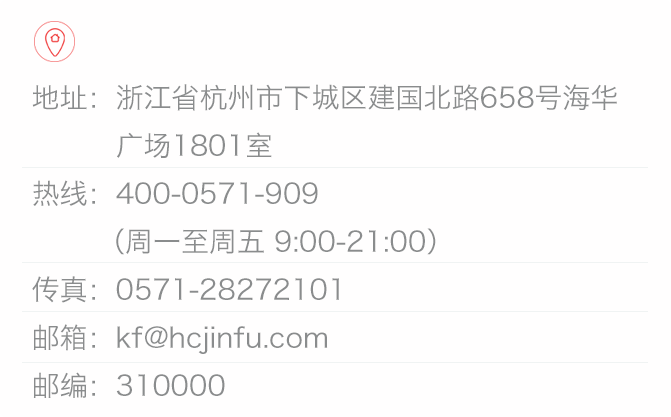 地址：浙江省杭州市下城区建国北路658号海华
广场1801室
热线：400-0571-909
（周一至周五 9:00-21:00）
传真：0571-28272101
邮箱：kf@hcjinfu.com
邮编：310000